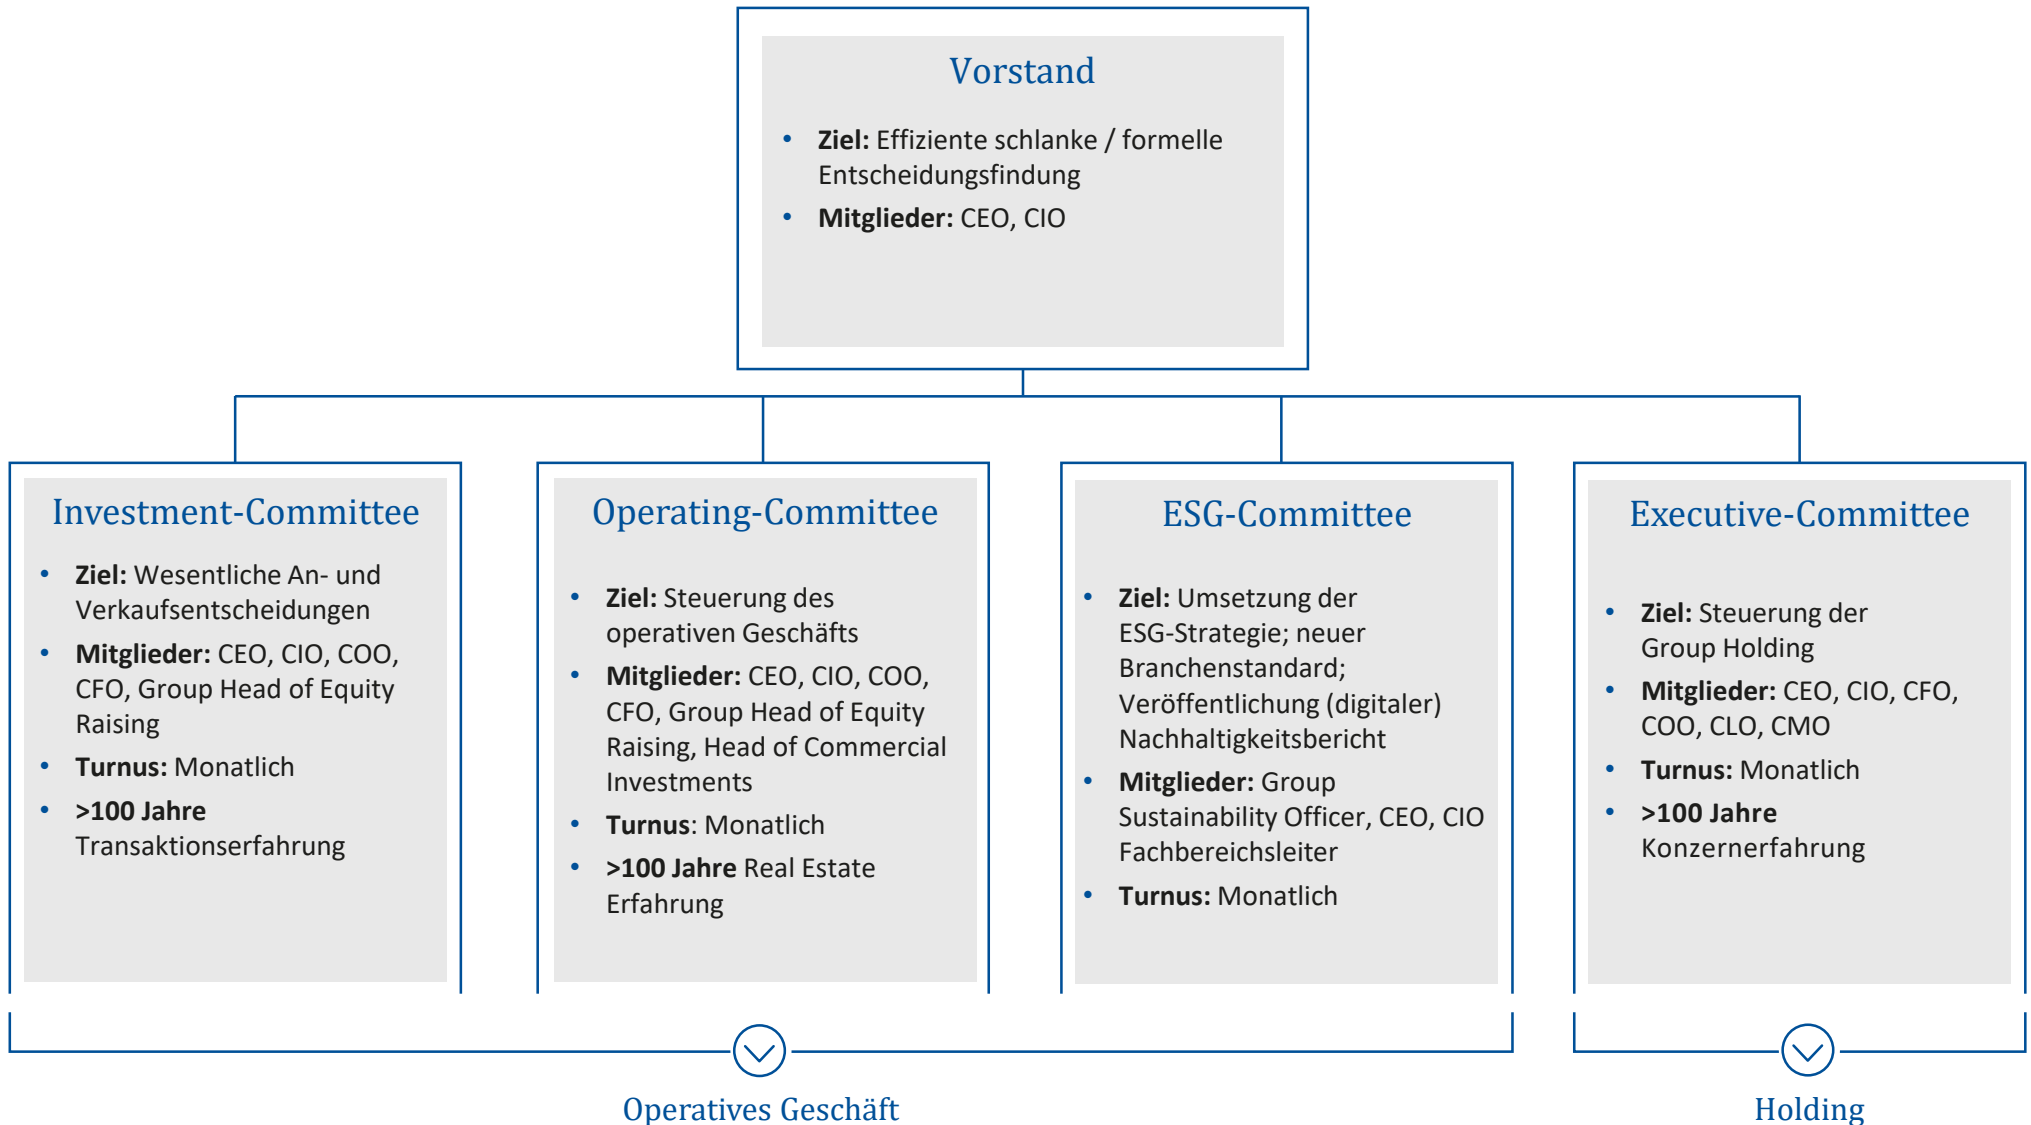 Vorstand
• Ziel: Effiziente schlanke / formelle
Entscheidungsfindung
• Mitglieder: CEO, CIO
Investment-Committee
• Ziel: Wesentliche An- und
Verkaufsentscheidungen
• Mitglieder: CEO, CIO, COO,
CFO, Group Head of Equity
Raising
• Turnus: Monatlich
• >100 Jahre
Transaktionserfahrung
Operating-Committee
• Ziel: Steuerung des
operativen Geschäfts
• Mitglieder: CEO, CIO, COO,
CFO, Group Head of Equity
Raising, Head of Commercial
Investments
• Turnus: Monatlich
• >100 Jahre Real Estate
Erfahrung
ESG-Committee
• Ziel: Umsetzung der
ESG-Strategie; neuer
Branchenstandard;
Veröffentlichung (digitaler)
Nachhaltigkeitsbericht
• Mitglieder: Group
Sustainability Officer, CEO, CIO
Fachbereichsleiter
• Turnus: Monatlich
Executive-Committee
• Ziel: Steuerung der
Group Holding
• Mitglieder: CEO, CIO, CFO,
COO, CLO, CMO
• Turnus: Monatlich
• >100 Jahre
Konzernerfahrung
Operatives Geschäft
Holding